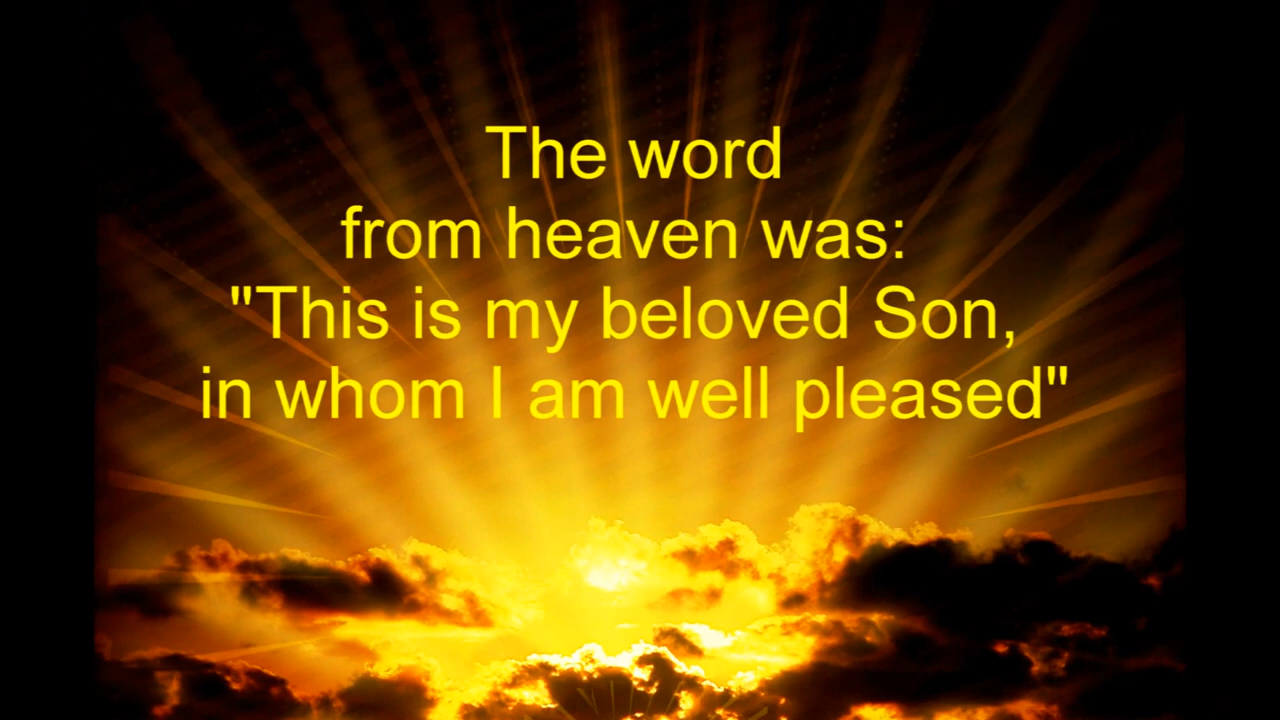 The word
from heaven was:
"This is my beloved Son,
in whom I am well pleased"